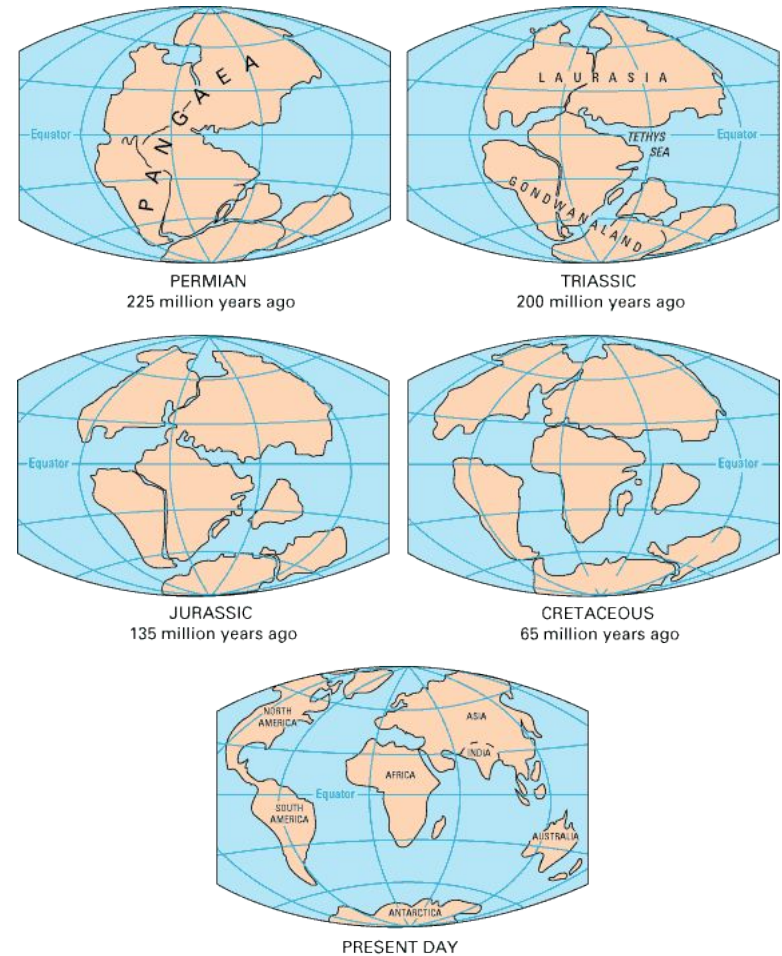 PANGAEA
Equator
PERMIAN
225 million years ago
LAURASIA
TETHYS
SEA
Equator
GONDWANALAND
TRIASSIC
200 million years ago
Equator
JURASSIC
135 million years ago
Equator
CRETACEOUS
65 million years ago
NORTH
AMERICA
ASIA
INDIA
AFRICA
Equator
SOUTH
AMERICA
AUSTRALIA
ANTARCTICA
PRESENT DAY